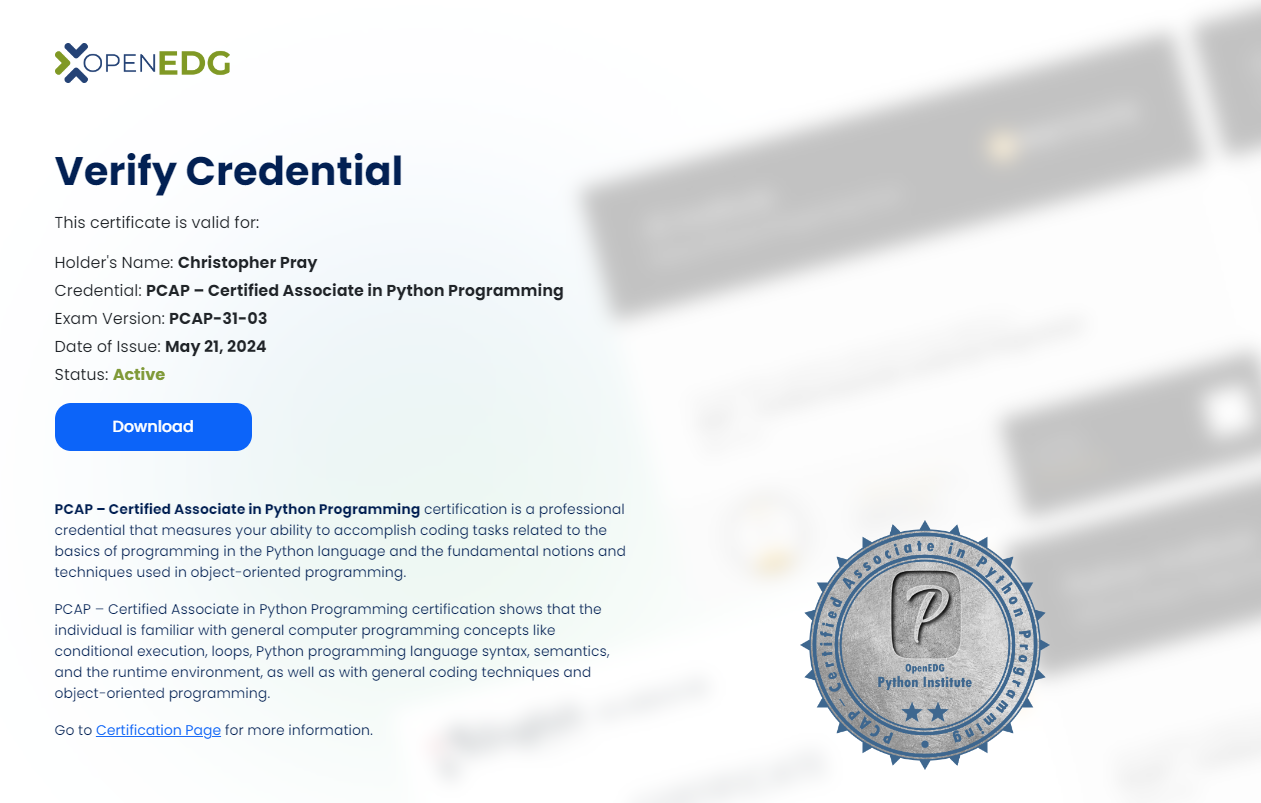 OPENEDG
Verify Credential
This certificate is valid for:
Holder's Name: Christopher Pray
Credential: PCAP – Certified Associate in Python Programming
Exam Version: PCAP-31-03
Date of Issue: May 21, 2024
Status: Active
Download
PCAP – Certified Associate in Python Programming certification is a professional
credential that measures your ability to accomplish coding tasks related to the
basics of programming in the Python language and the fundamental notions and
techniques used in object-oriented programming.
PCAP – Certified Associate in Python Programming certification shows that the
individual is familiar with general computer programming concepts like
conditional execution, loops, Python programming language syntax, semantics,
and the runtime environment, as well as with general coding techniques and
object-oriented programming.
Go to Certification Page for more information.
PCAP – Certified Associate in Python Programming •
P
OpenEDG
Python Institute